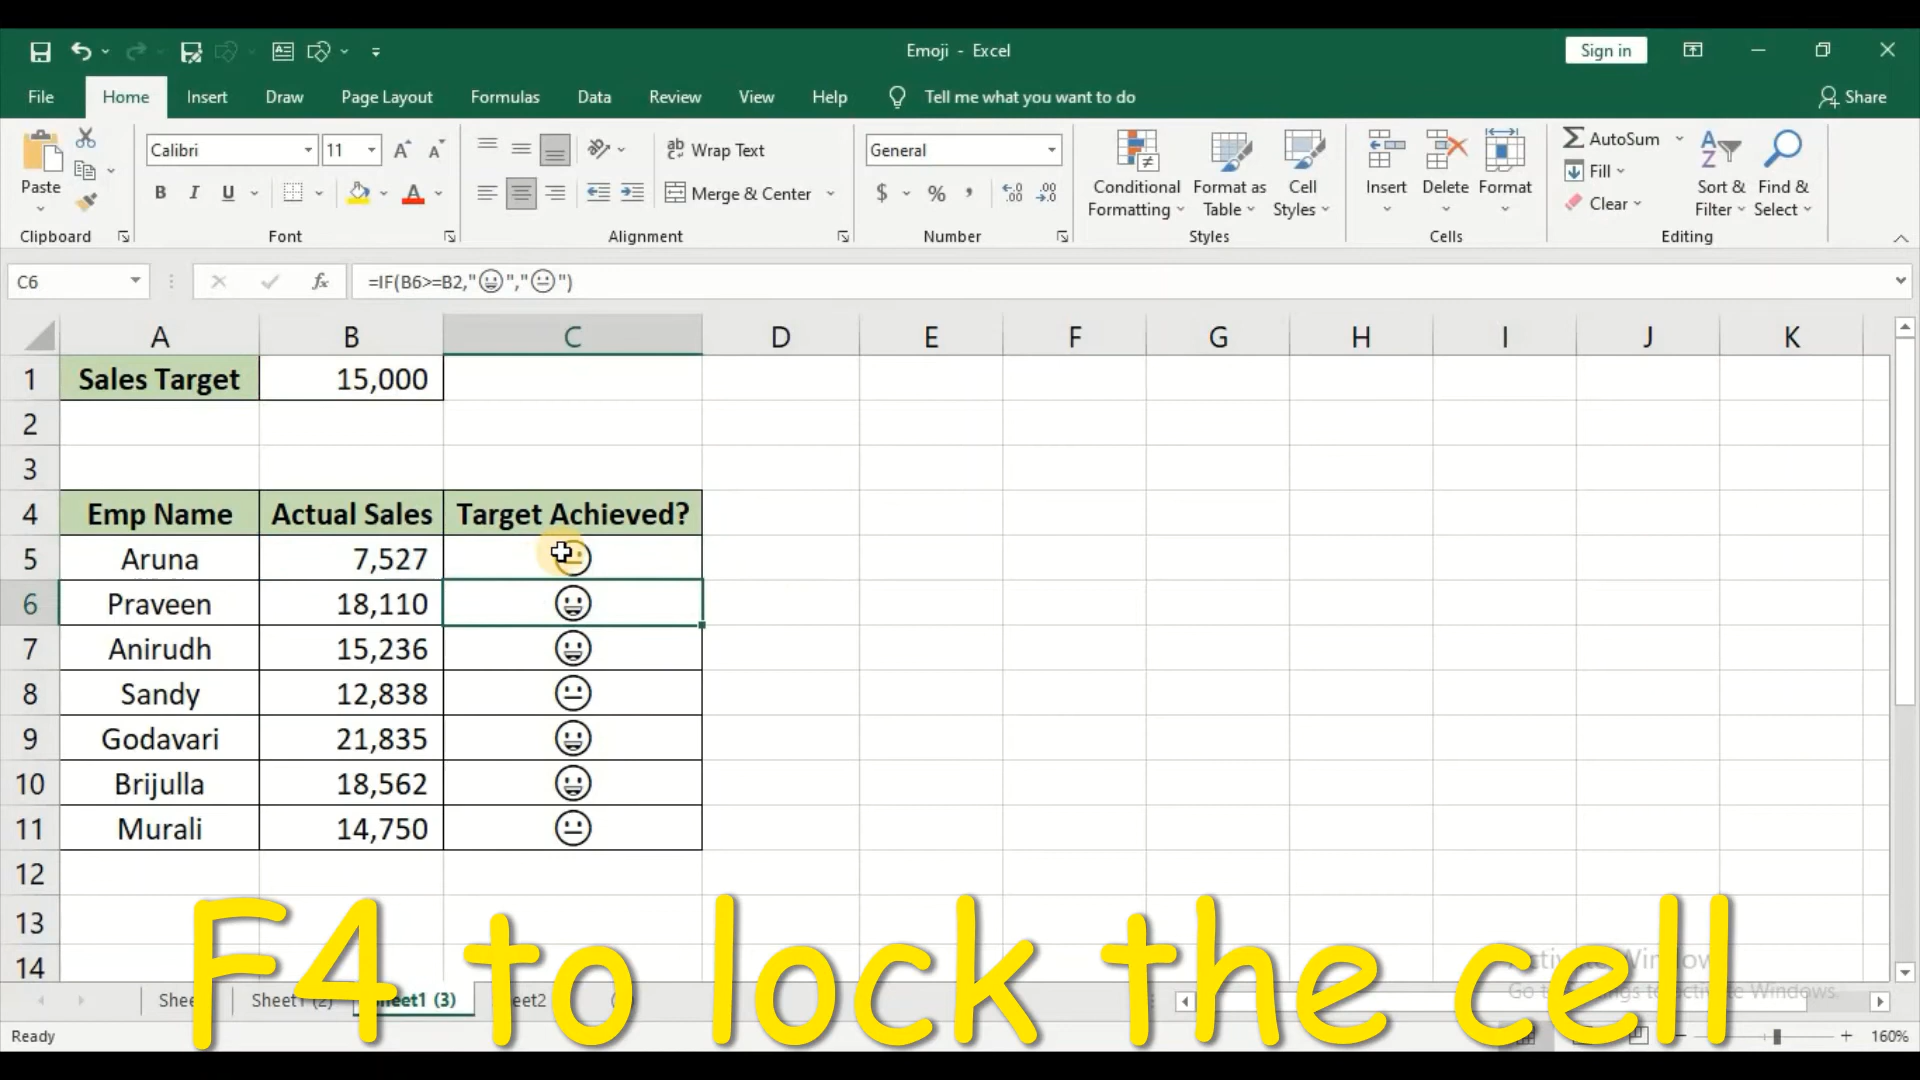 Emoji - Excel
Sign in
File Home Insert Draw Page Layout Formulas Data Review View Help Tell me what you want to do Share
Calibri 11 Wrap Text General AutoSum
Paste Conditional Format as Cell Insert Delete Format Fill Sort & Find &
B I U Merge & Center $ % , Formatting Table Styles Clear Filter Select
Clipboard Font Alignment Number Styles Cells Editing
C6 fx =IF(B6>=B2,"😀","😐")
A B C D E F G H I J K
1 Sales Target 15,000
2
3
4 Emp Name Actual Sales Target Achieved?
5 Aruna 7,527 😐
6 Praveen 18,110 😀
7 Anirudh 15,236 😀
8 Sandy 12,838 😐
9 Godavari 21,835 😀
10 Brijulla 18,562 😀
11 Murali 14,750 😐
12
13
14
F4 to lock the cell
Ready 160%